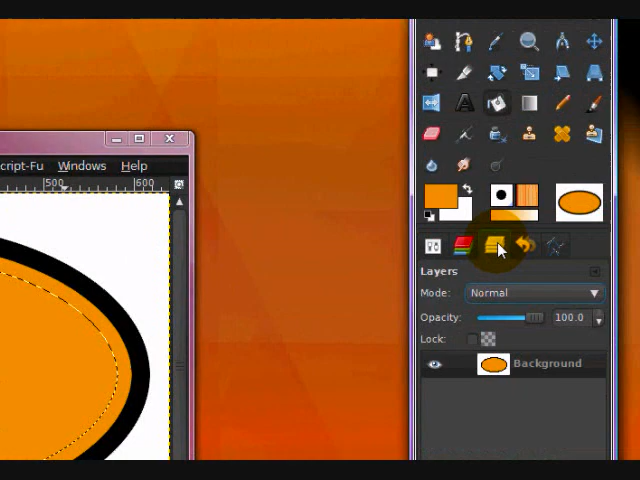 cript-Fu Windows Help
500 600
Layers
Mode: Normal
Opacity: 100.0
Lock:
Background